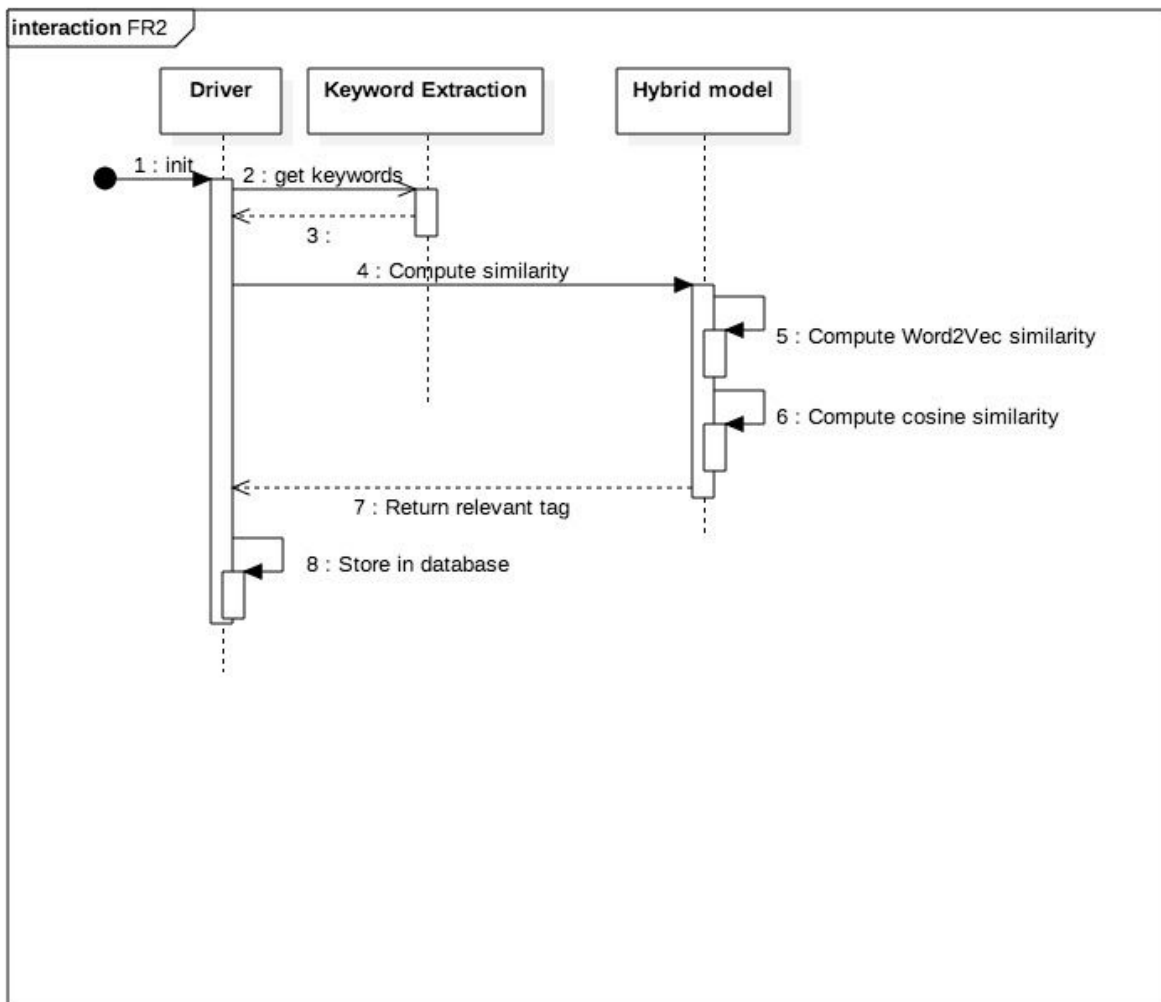 interaction FR2
Driver
Keyword Extraction
Hybrid model
1 : init
2 : get keywords
3 :
4 : Compute similarity
5 : Compute Word2Vec similarity
6 : Compute cosine similarity
7 : Return relevant tag
8 : Store in database